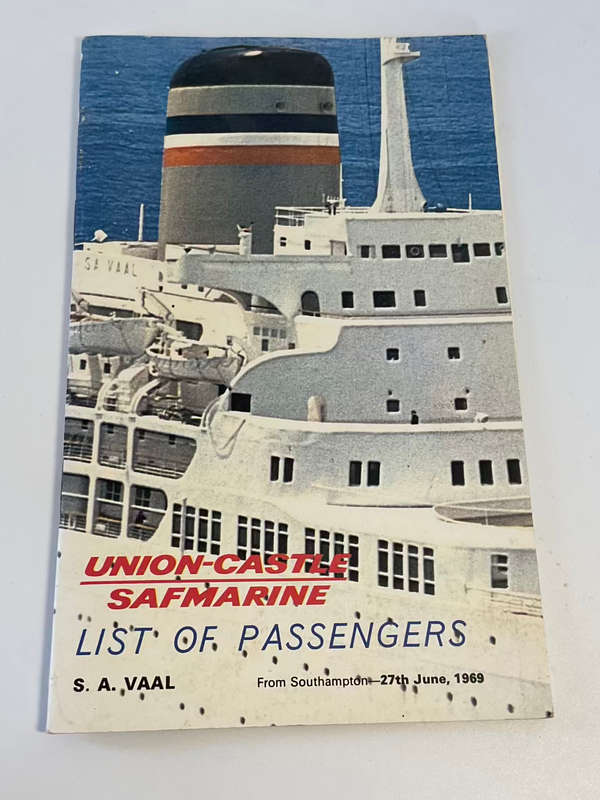 SA VAAL
UNION-CASTLE
SAFMARINE
LIST OF PASSENGERS
S. A. VAAL
From Southampton—27th June, 1969